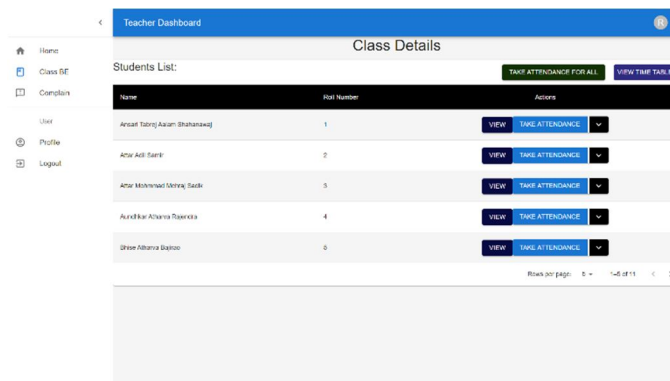 Teacher Dashboard
R
Home
Class BE
Complain
User
Profile
Logout
Class Details
Students List:
TAKE ATTENDANCE FOR ALL
VIEW TIME TABLE
Name Roll Number Actions
Ansari Tabrej Aalam Shahanawaj 1 VIEW TAKE ATTENDANCE
Attar Adil Samir 2 VIEW TAKE ATTENDANCE
Attar Mohmmad Mehraj Sadik 3 VIEW TAKE ATTENDANCE
Aundhkar Atharva Rajendra 4 VIEW TAKE ATTENDANCE
Bhise Atharva Bajirao 5 VIEW TAKE ATTENDANCE
Rows per page: 5 1–5 of 11